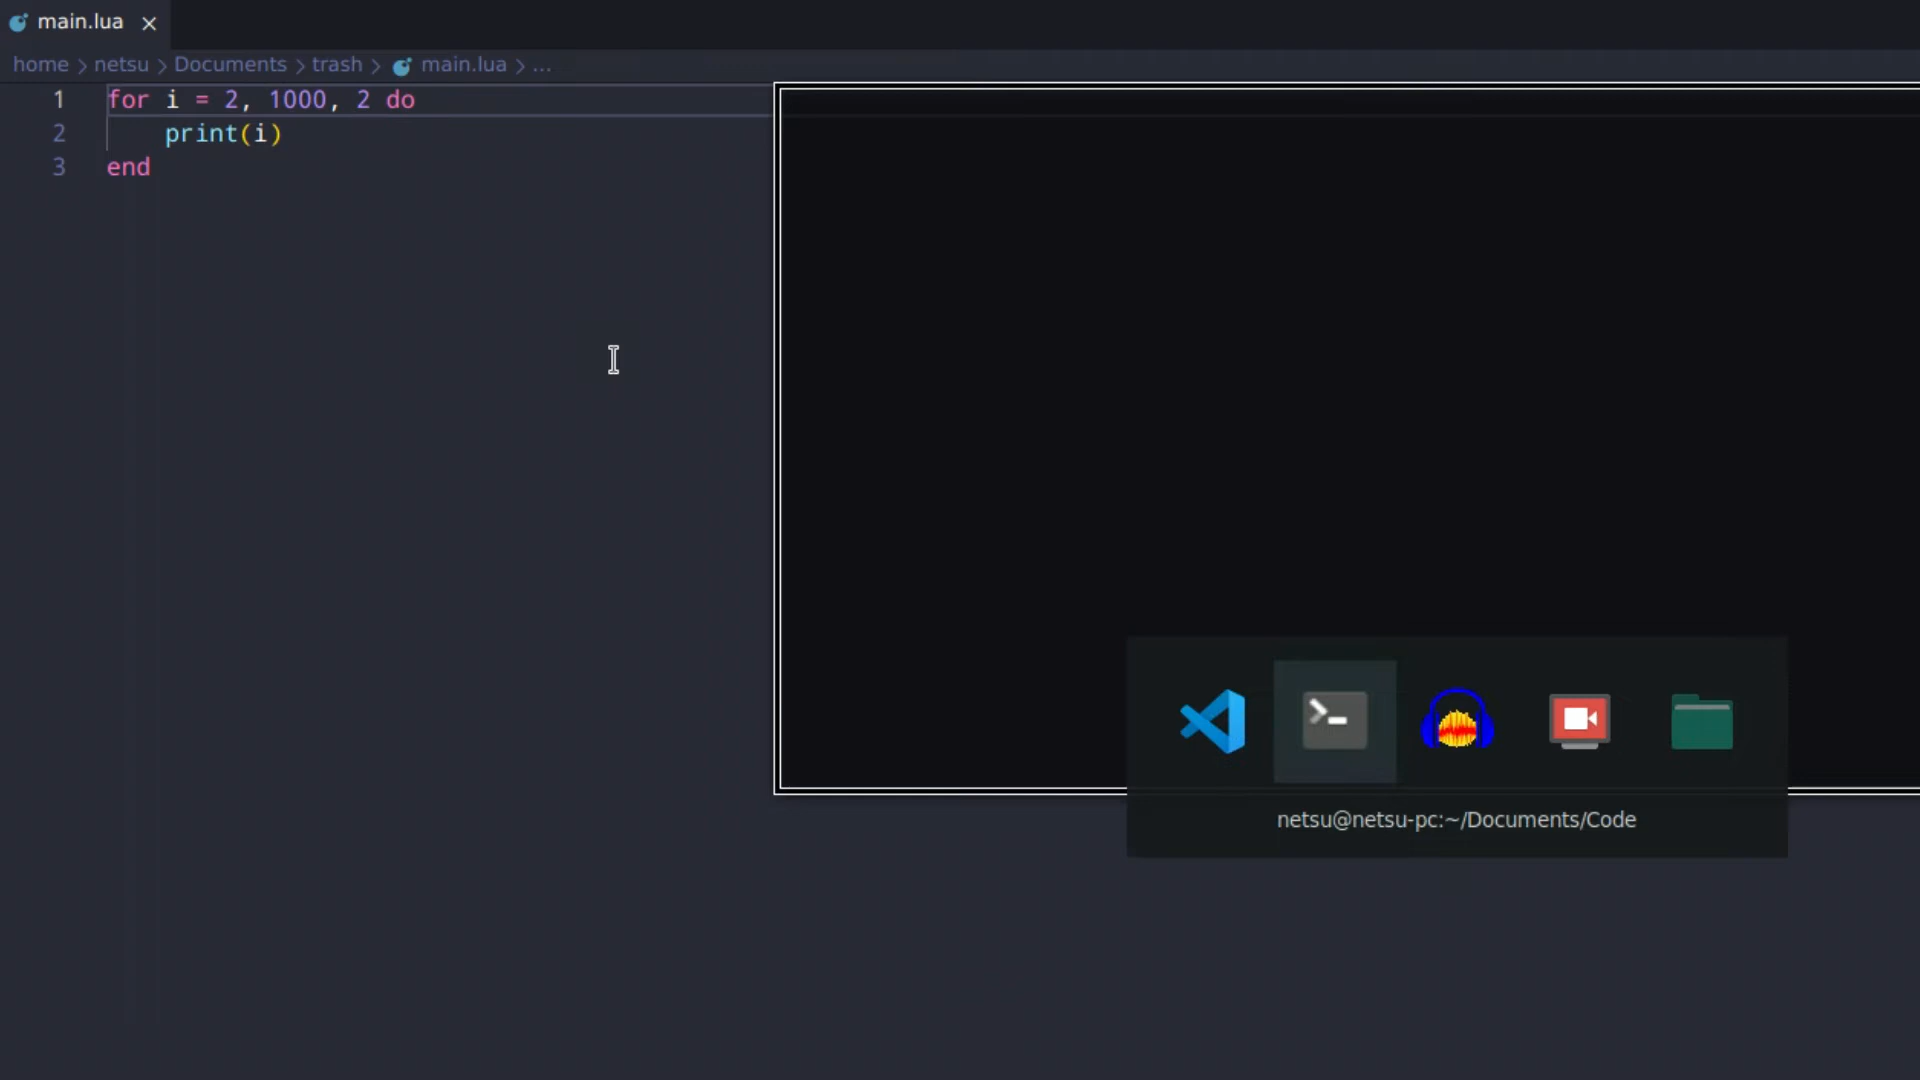 main.lua ×
home > netsu > Documents > trash > main.lua > ...
1 for i = 2, 1000, 2 do
2     print(i)
3 end
netsu@netsu-pc:~/Documents/Code